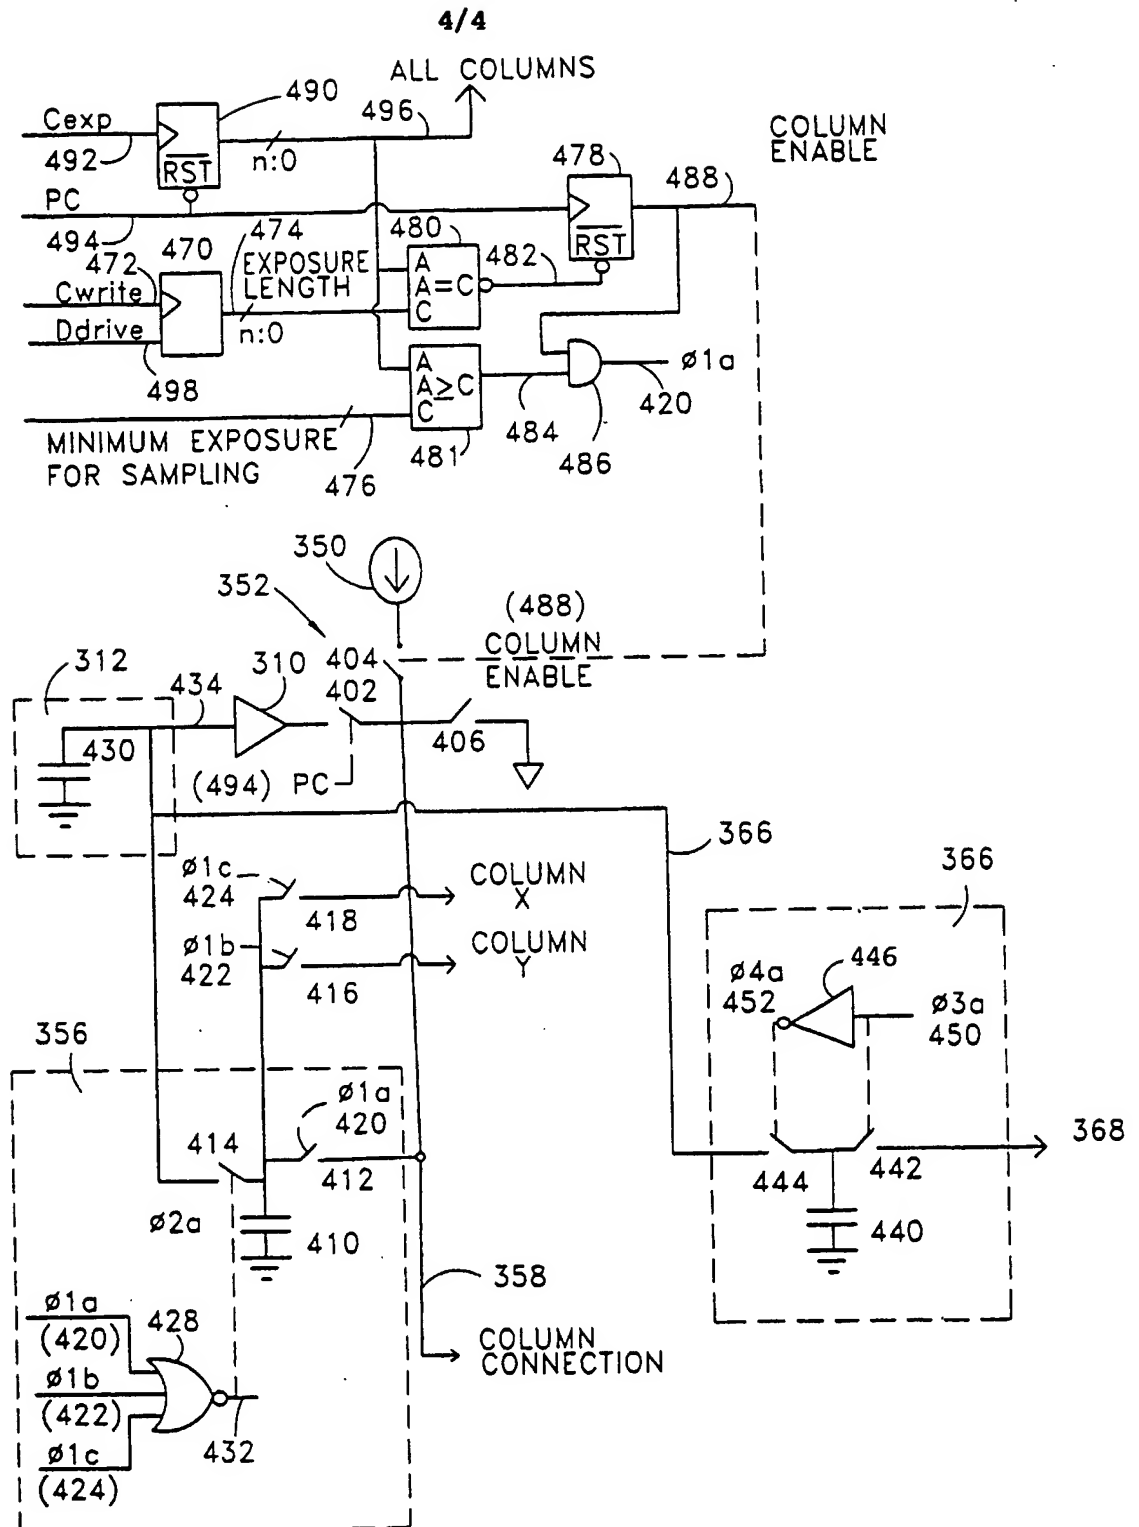 4/4
ALL COLUMNS
490
496
Cexp
492
RST
n:0
COLUMN
ENABLE
478
488
PC
494
RST
470
474
480
482
472
EXPOSURE
LENGTH
A
A=C
C
Cwrite
n:0
Ddrive
498
A
A≥C
C
ø1a
420
484
486
481
MINIMUM EXPOSURE
FOR SAMPLING
476
350
352
(488)
COLUMN
ENABLE
404
402
312
434
310
430
406
(494) PC
366
366
ø1c
424
418
COLUMN
X
ø1b
422
416
COLUMN
Y
446
ø4a
452
ø3a
450
356
ø1a
420
414
412
444
442
368
ø2a
410
440
358
ø1a
(420)
428
COLUMN
CONNECTION
ø1b
(422)
432
ø1c
(424)